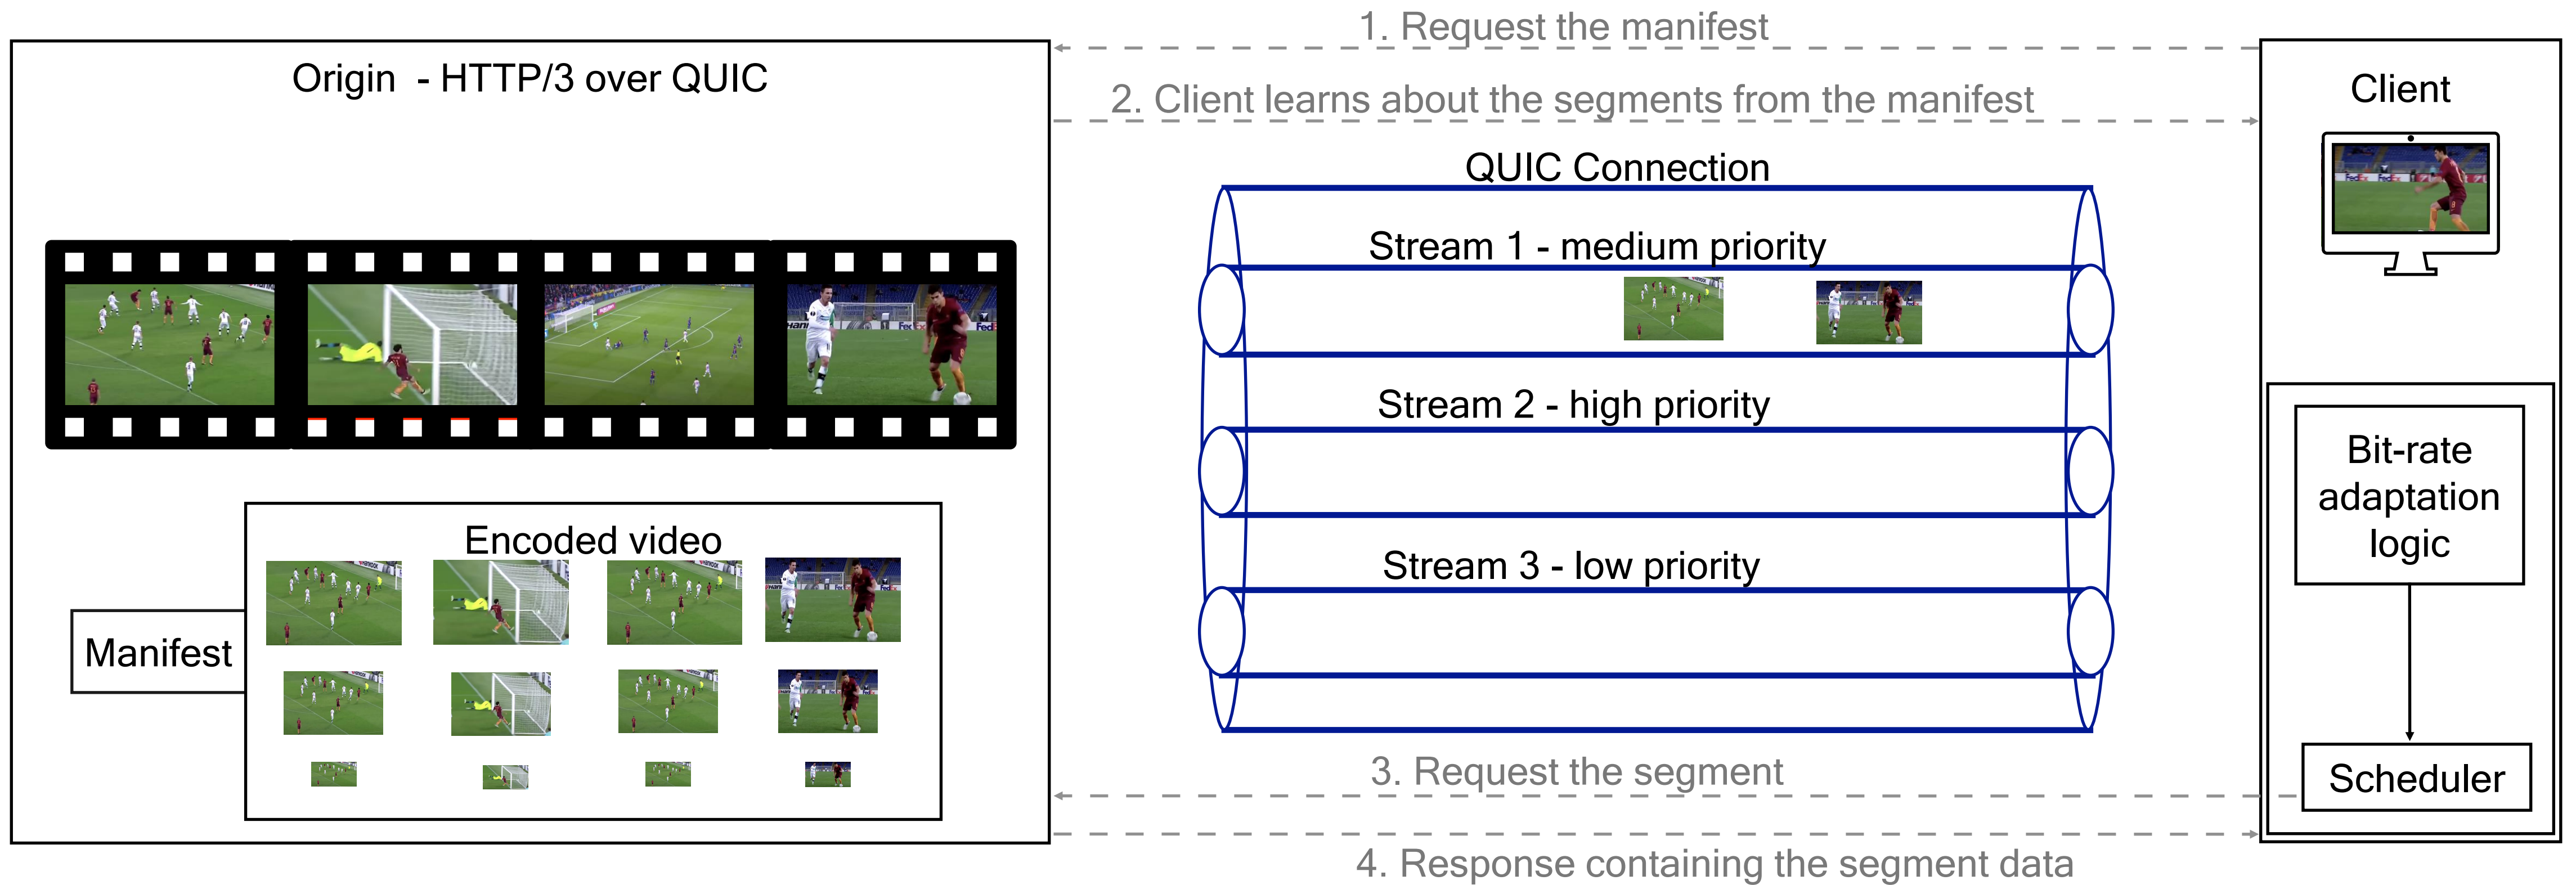 1. Request the manifest
Origin - HTTP/3 over QUIC
2. Client learns about the segments from the manifest
Client
QUIC Connection
Stream 1 - medium priority
FedEx
Stream 2 - high priority
Stream 3 - low priority
Encoded video
Manifest
Bit-rate
adaptation
logic
Scheduler
3. Request the segment
4. Response containing the segment data